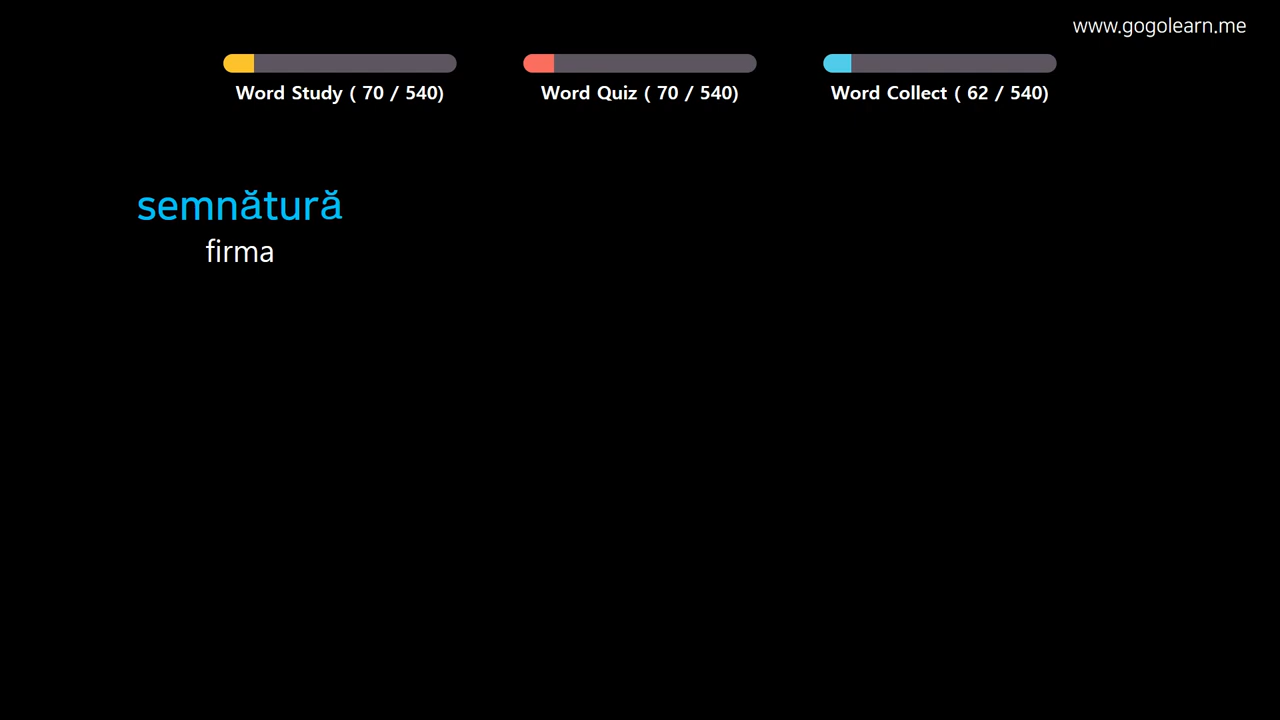 www.gogolearn.me
Word Study ( 70 / 540)
Word Quiz ( 70 / 540)
Word Collect ( 62 / 540)
semnătură
firma